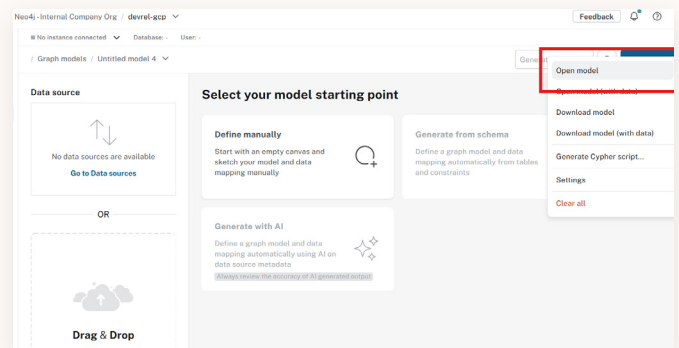 Neo4j - Internal Company Org / devrel-gcp
Feedback
No instance connected Database: - User: -
/ Graph models / Untitled model 4
Generat
Data source
No data sources are available
Go to Data sources
OR
Drag & Drop
Select your model starting point
Define manually
Start with an empty canvas and
sketch your model and data
mapping manually
Generate from schema
Define a graph model and data
mapping automatically from tables
and constraints
Generate with AI
Define a graph model and data
mapping automatically using AI an
data source metadata
Always review the accuracy of AI generated output
Open model
Open model (with data)
Download model
Download model (with data)
Generate Cypher script...
Settings
Clear all